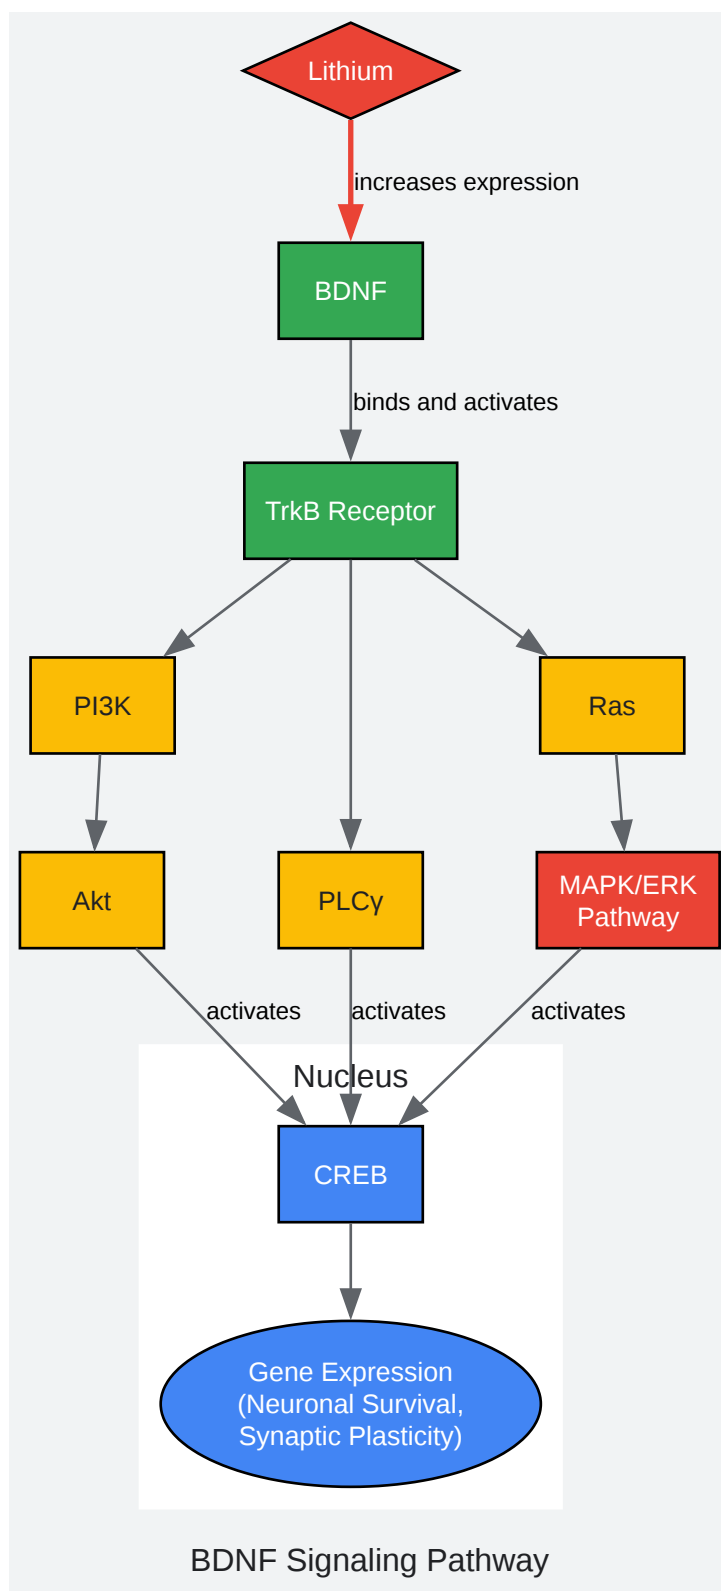 Lithium
increases expression
BDNF
binds and activates
TrkB Receptor
PI3K
Ras
Akt
PLCγ
MAPK/ERK
Pathway
activates
activates
activates
Nucleus
CREB
Gene Expression
(Neuronal Survival,
Synaptic Plasticity)
BDNF Signaling Pathway